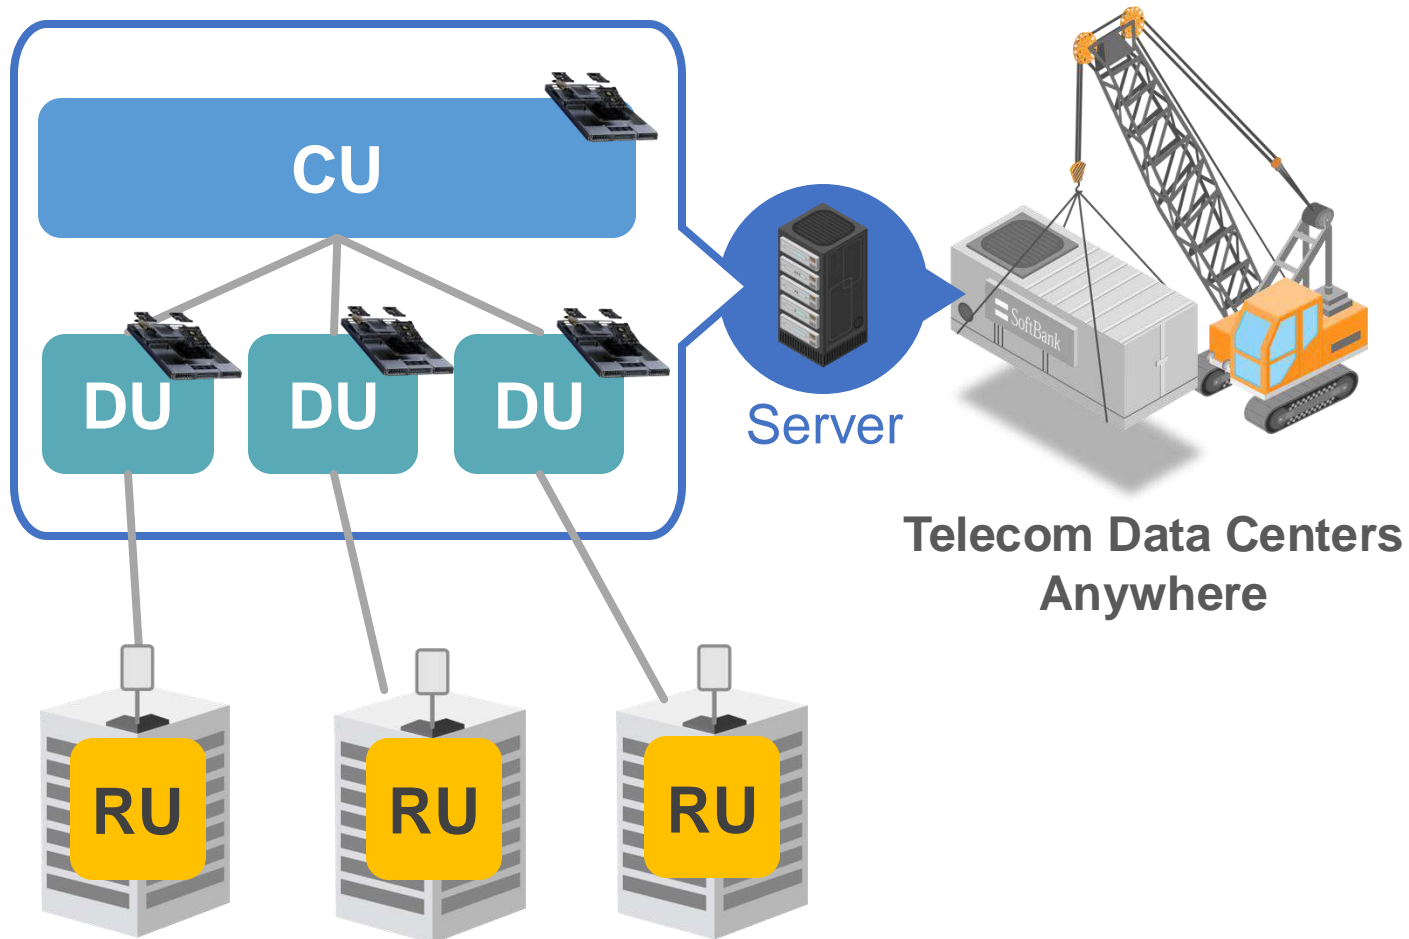 CU
DU
DU
DU
Server
SoftBank
Telecom Data Centers
Anywhere
RU
RU
RU